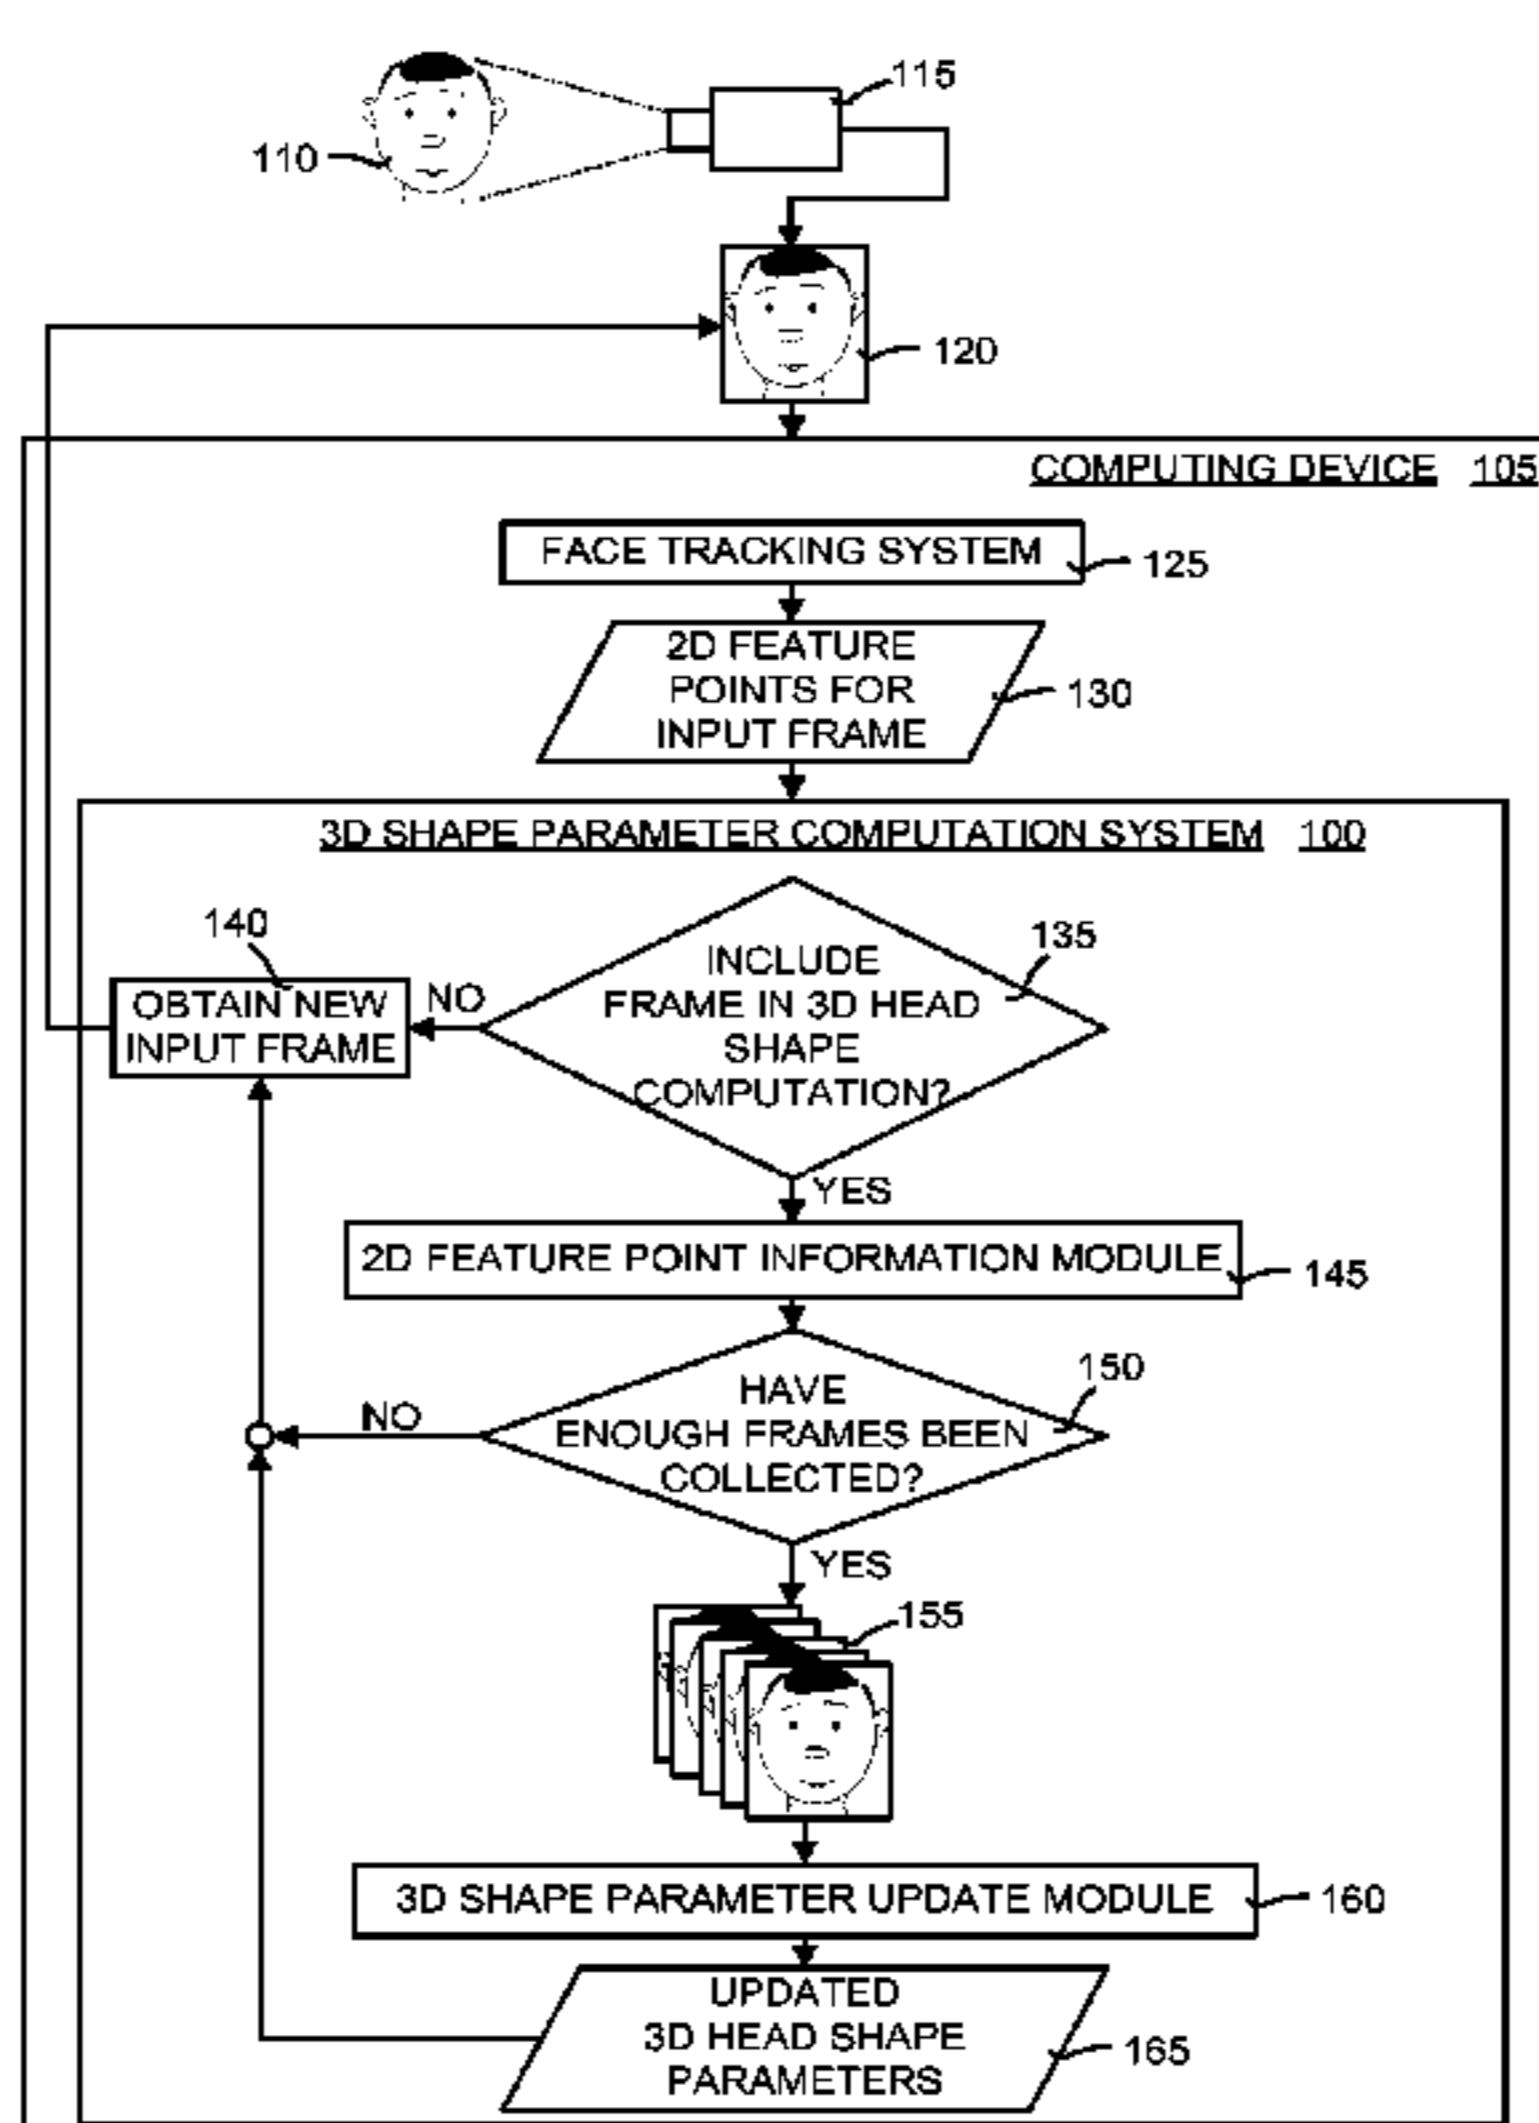 115
110
120
COMPUTING DEVICE 105
FACE TRACKING SYSTEM
125
2D FEATURE
POINTS FOR
INPUT FRAME
130
3D SHAPE PARAMETER COMPUTATION SYSTEM 100
140
135
INCLUDE
FRAME IN 3D HEAD
SHAPE
COMPUTATION?
NO
OBTAIN NEW
INPUT FRAME
YES
2D FEATURE POINT INFORMATION MODULE
145
150
HAVE
ENOUGH FRAMES BEEN
COLLECTED?
NO
YES
155
3D SHAPE PARAMETER UPDATE MODULE
160
UPDATED
3D HEAD SHAPE
PARAMETERS
165